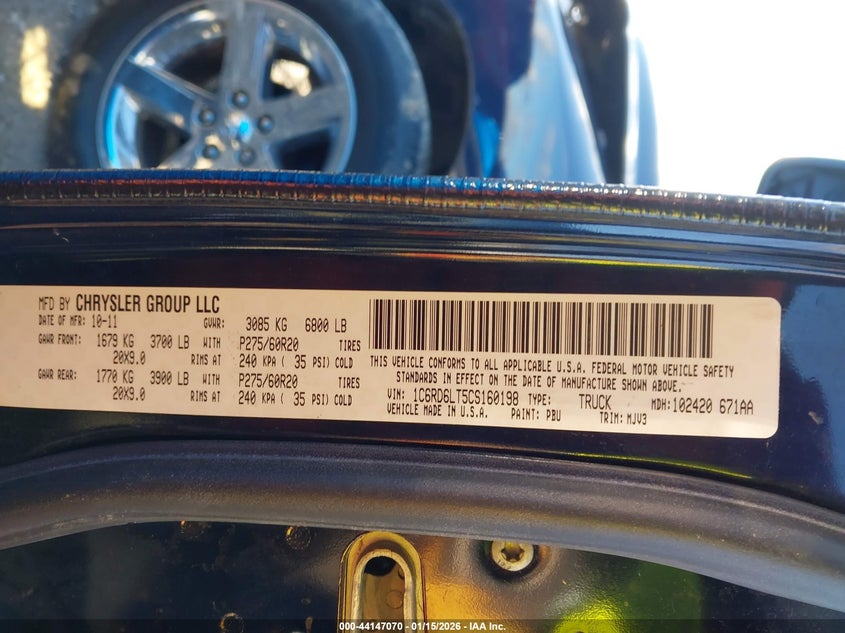 MFD BY CHRYSLER GROUP LLC
DATE OF MFR: 10-11 GVWR: 3085 KG 6800 LB
GAWR FRONT: 1679 KG 3700 LB WITH P275/60R20 TIRES
20X9.0 RIMS AT 240 KPA ( 35 PSI) COLD
GAWR REAR: 1770 KG 3900 LB WITH P275/60R20 TIRES
20X9.0 RIMS AT 240 KPA ( 35 PSI) COLD
THIS VEHICLE CONFORMS TO ALL APPLICABLE U.S.A. FEDERAL MOTOR VEHICLE SAFETY
STANDARDS IN EFFECT ON THE DATE OF MANUFACTURE SHOWN ABOVE.
VIN: 1C6RD6LT5CS160198 TYPE: TRUCK MDH: 102420 671AA
VEHICLE MADE IN U.S.A. PAINT: PBU TRIM: MJV3
000-44147070 - 01/15/2026 - IAA Inc.